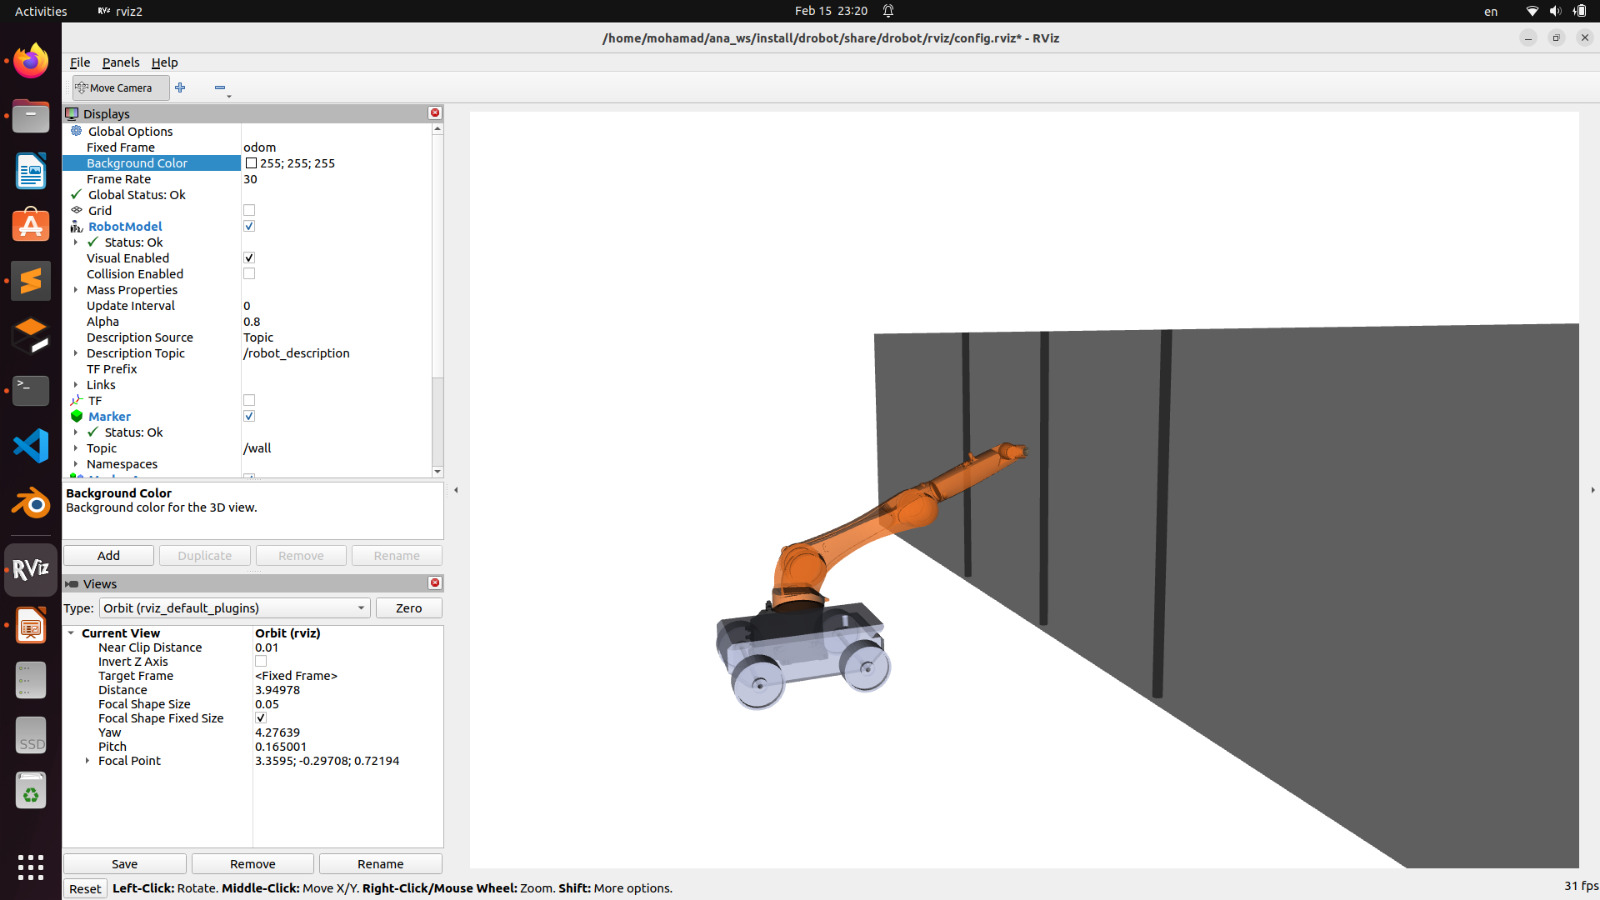 Activities
RViz rviz2
Feb 15 23:20
en
/home/mohamad/ana_ws/install/drobot/share/drobot/rviz/config.rviz* - RViz
File Panels Help
Move Camera
Displays
Global Options
Fixed Frame odom
Background Color 255; 255; 255
Frame Rate 30
Global Status: Ok
Grid
RobotModel
Status: Ok
Visual Enabled
Collision Enabled
Mass Properties
Update Interval 0
Alpha 0.8
Description Source Topic
Description Topic /robot_description
TF Prefix
Links
TF
Marker
Status: Ok
Topic /wall
Namespaces
Background Color
Background color for the 3D view.
Add Duplicate Remove Rename
RViz
Views
Type: Orbit (rviz_default_plugins) Zero
Current View Orbit (rviz)
Near Clip Distance 0.01
Invert Z Axis
Target Frame <Fixed Frame>
Distance 3.94978
Focal Shape Size 0.05
Focal Shape Fixed Size
Yaw 4.27639
Pitch 0.165001
Focal Point 3.3595; -0.29708; 0.72194
SSD
Save Remove Rename
Reset Left-Click: Rotate. Middle-Click: Move X/Y. Right-Click/Mouse Wheel: Zoom. Shift: More options.
31 fps